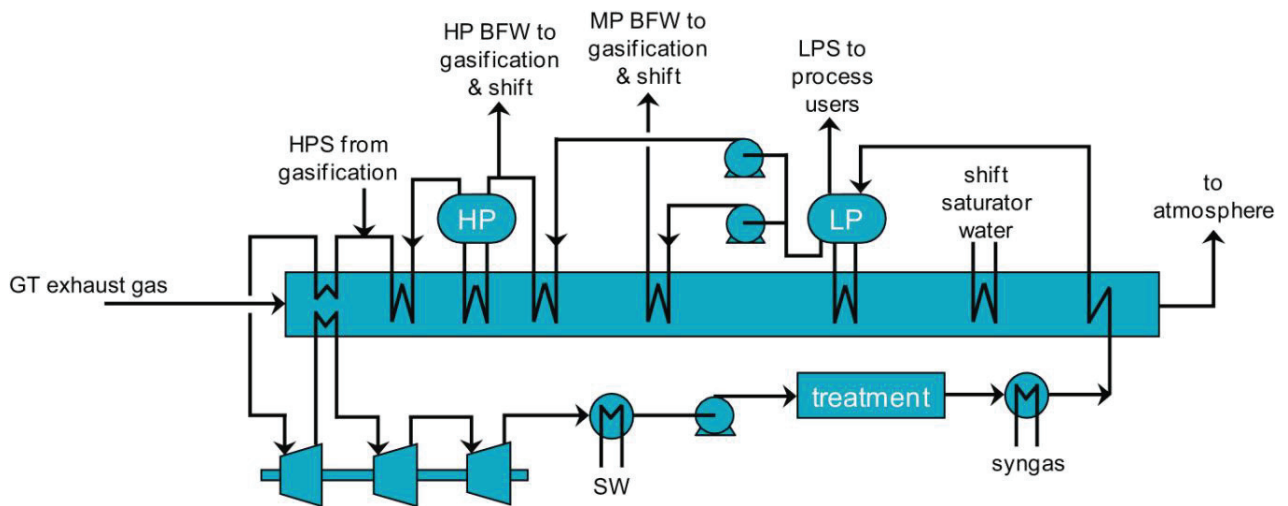 HP BFW to
gasification
& shift
MP BFW to
gasification
& shift
LPS to
process
users
HPS from
gasification
shift
saturator
water
to
atmosphere
HP
LP
GT exhaust gas
treatment
SW
syngas